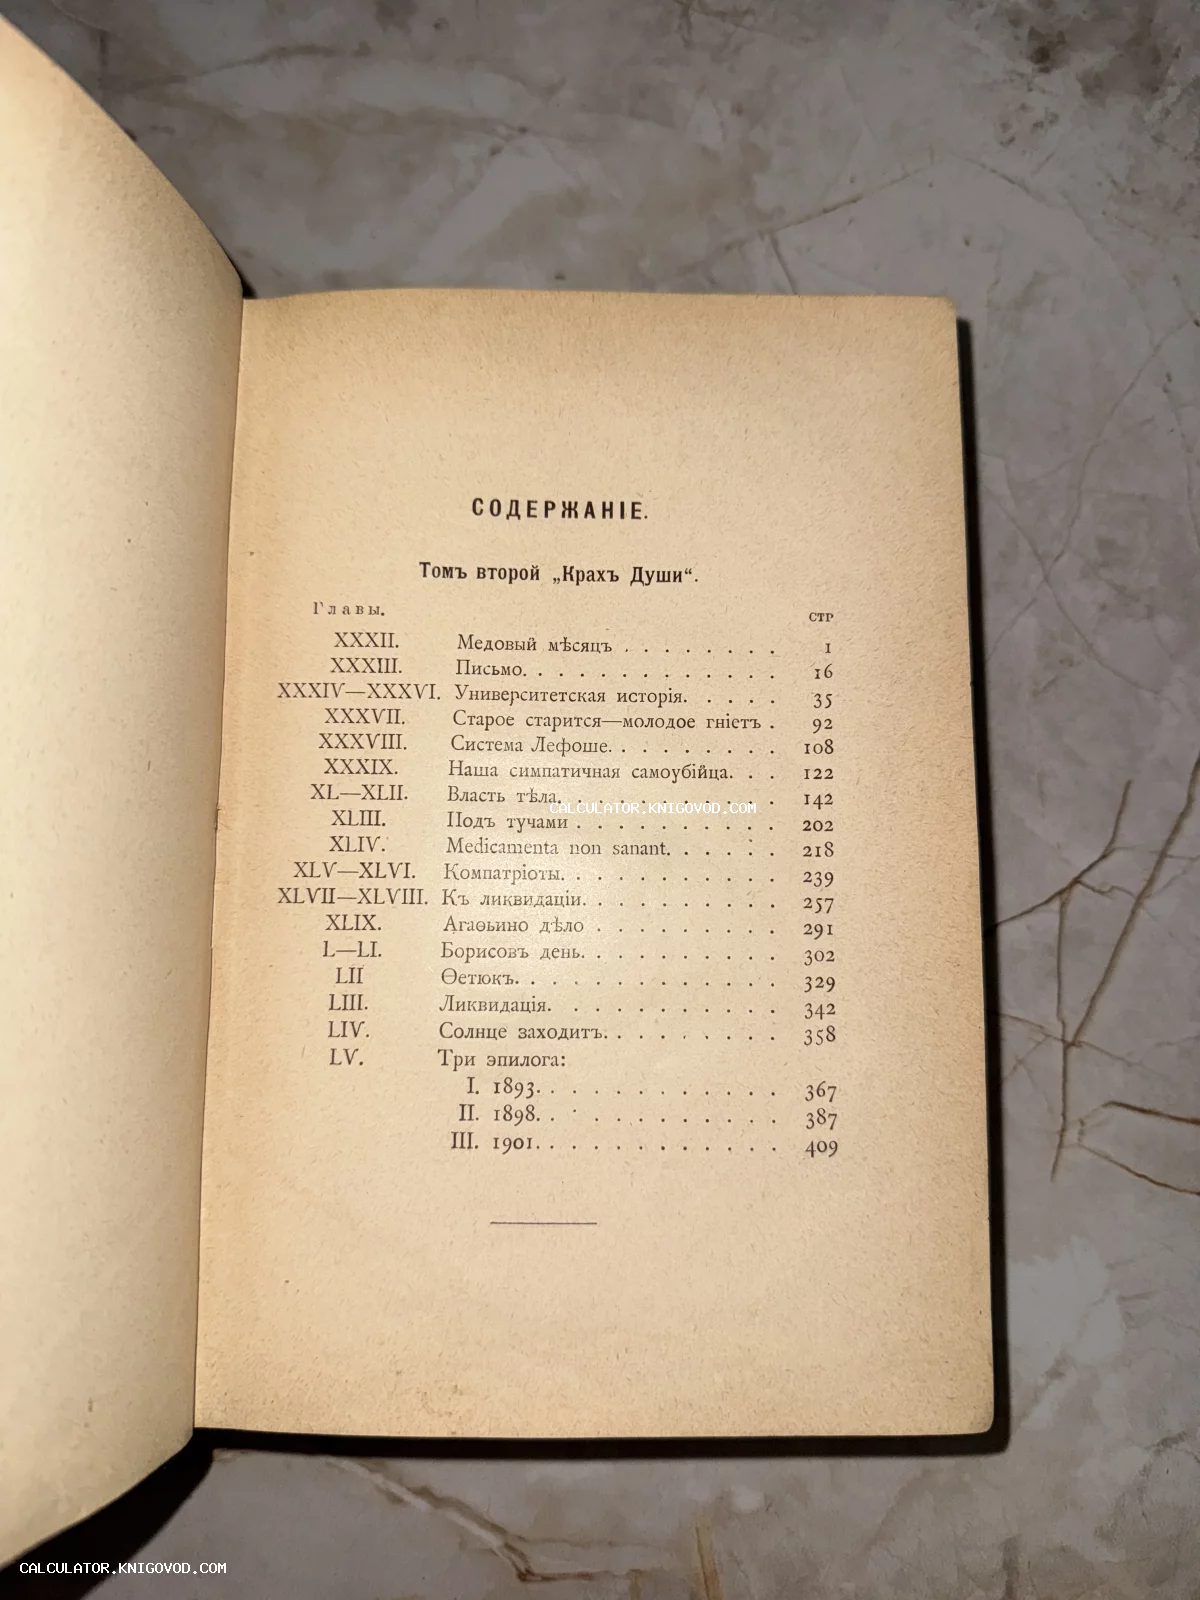 СОДЕРЖАНІЕ.
Томъ второй „Крахъ Души“.
Главы. СТР
XXXII. Медовый мѣсяцъ . . . . . . . . 1
XXXIII. Письмо. . . . . . . . . . . . . 16
XXXIV—XXXVI. Университетская исторія. . . . . 35
XXXVII. Старое старится—молодое гніетъ . 92
XXXVIII. Система Лефоше. . . . . . . . . 108
XXXIX. Наша симпатичная самоубійца. . . 122
XL—XLII. Власть тѣла. . . . . . . . . . . 142
CALCULATOR.KNIGOVOD.COM
XLIII. Подъ тучами . . . . . . . . . . 202
XLIV. Medicamenta non sanant. . . . . . 218
XLV—XLVI. Компатріоты. . . . . . . . . . . 239
XLVII—XLVIII. Къ ликвидаціи. . . . . . . . . . 257
XLIX. Агаѳьино дѣло . . . . . . . . . 291
L—LI. Борисовъ день. . . . . . . . . . 302
LII Ѳетюкъ. . . . . . . . . . . . . 329
LIII. Ликвидація. . . . . . . . . . . 342
LIV. Солнце заходитъ. . . . . . . . . 358
LV. Три эпилога:
I. 1893. . . . . . . . . . . . 367
II. 1898. . . . . . . . . . . . 387
III. 1901. . . . . . . . . . . . 409
CALCULATOR.KNIGOVOD.COM